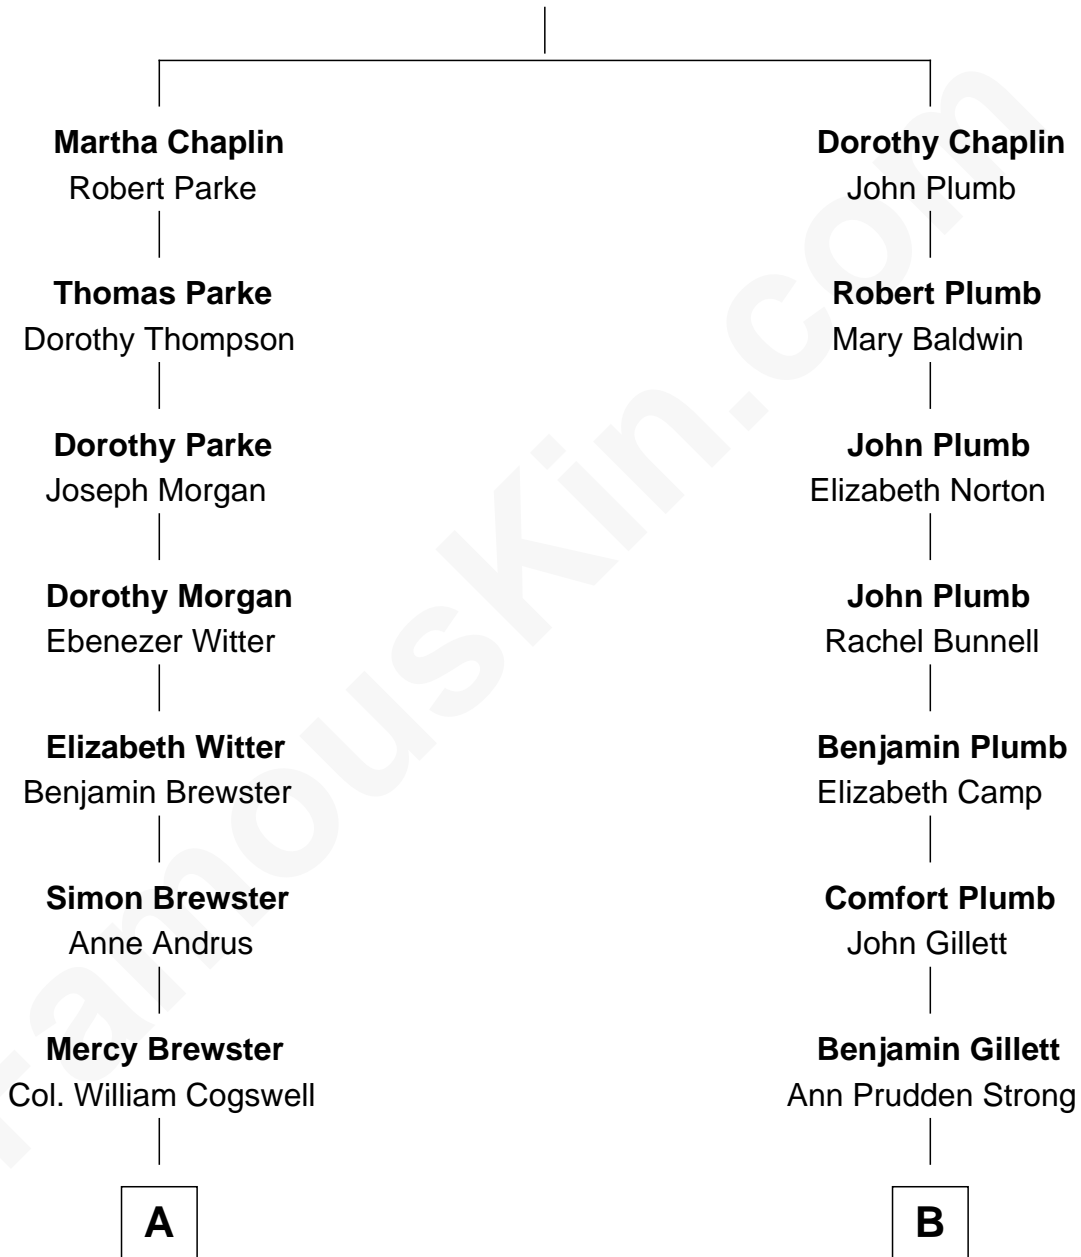 Martha Chaplin
Robert Parke
Thomas Parke
Dorothy Thompson
Dorothy Parke
Joseph Morgan
Dorothy Morgan
Ebenezer Witter
Elizabeth Witter
Benjamin Brewster
Simon Brewster
Anne Andrus
Mercy Brewster
Col. William Cogswell
A
Dorothy Chaplin
John Plumb
Robert Plumb
Mary Baldwin
John Plumb
Elizabeth Norton
John Plumb
Rachel Bunnell
Benjamin Plumb
Elizabeth Camp
Comfort Plumb
John Gillett
Benjamin Gillett
Ann Prudden Strong
B
FamousKin.com